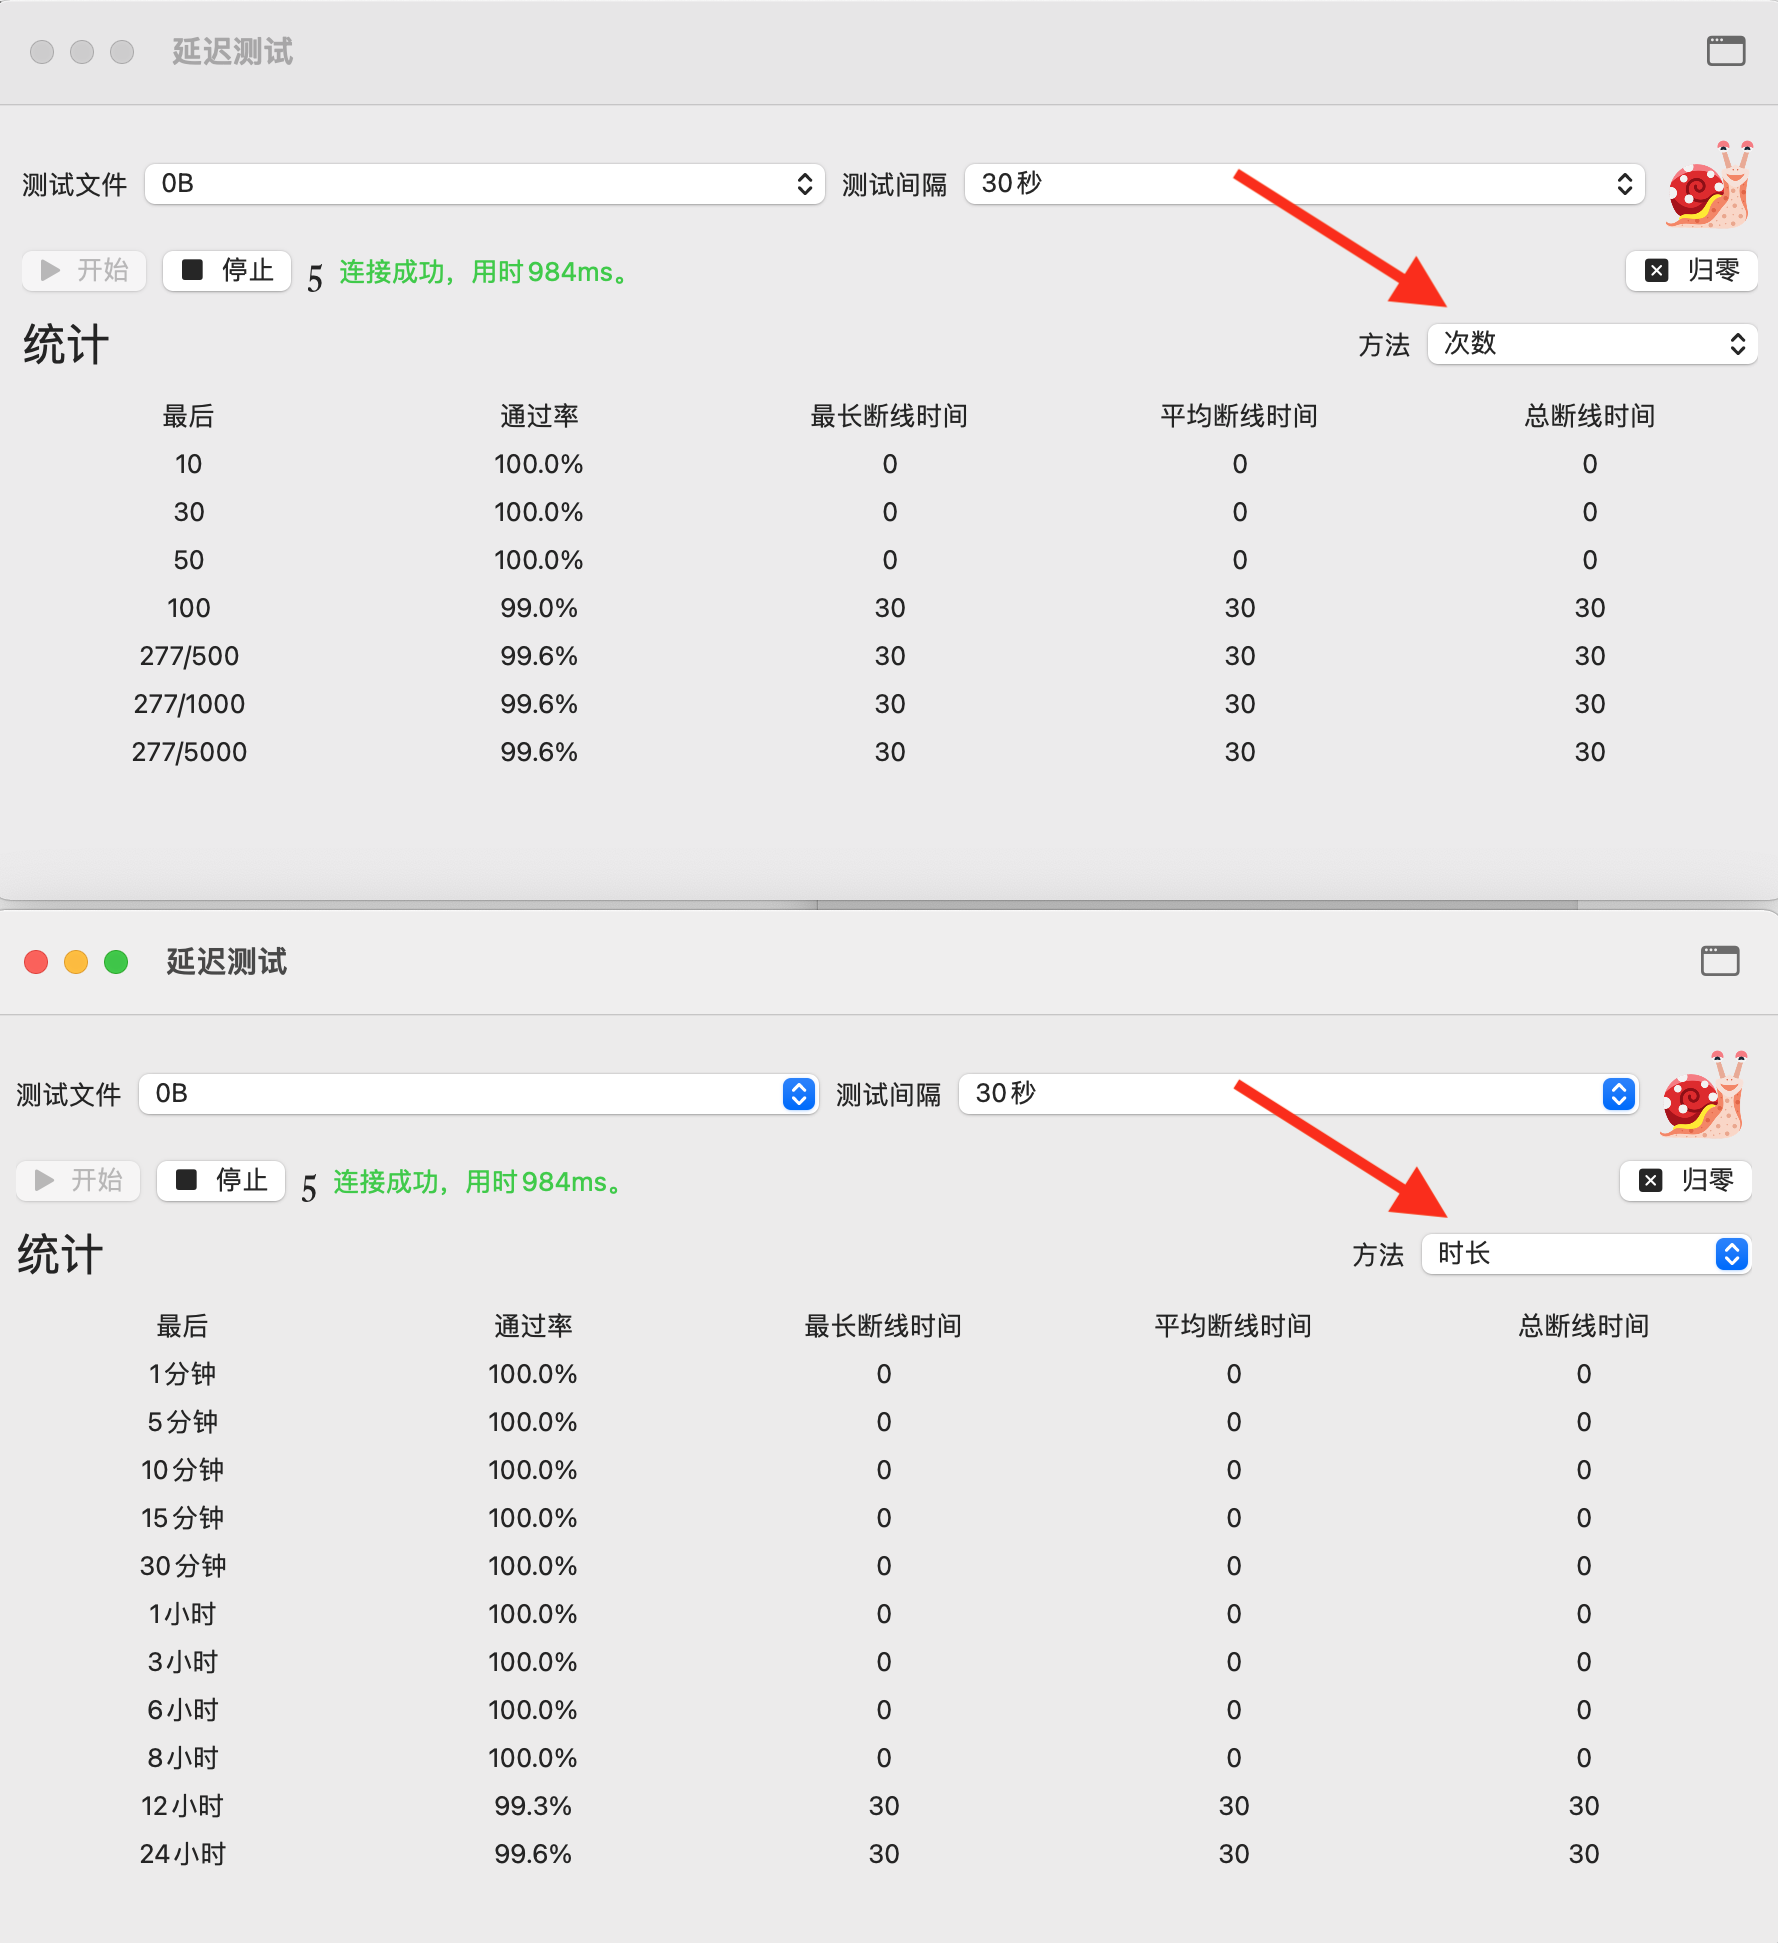 延迟测试
测试文件 0B 测试间隔 30秒
开始 停止 5 连接成功，用时984ms。 归零
统计 方法 次数
最后 通过率 最长断线时间 平均断线时间 总断线时间
10 100.0% 0 0 0
30 100.0% 0 0 0
50 100.0% 0 0 0
100 99.0% 30 30 30
277/500 99.6% 30 30 30
277/1000 99.6% 30 30 30
277/5000 99.6% 30 30 30
延迟测试
测试文件 0B 测试间隔 30秒
开始 停止 5 连接成功，用时984ms。 归零
统计 方法 时长
最后 通过率 最长断线时间 平均断线时间 总断线时间
1分钟 100.0% 0 0 0
5分钟 100.0% 0 0 0
10分钟 100.0% 0 0 0
15分钟 100.0% 0 0 0
30分钟 100.0% 0 0 0
1小时 100.0% 0 0 0
3小时 100.0% 0 0 0
6小时 100.0% 0 0 0
8小时 100.0% 0 0 0
12小时 99.3% 30 30 30
24小时 99.6% 30 30 30